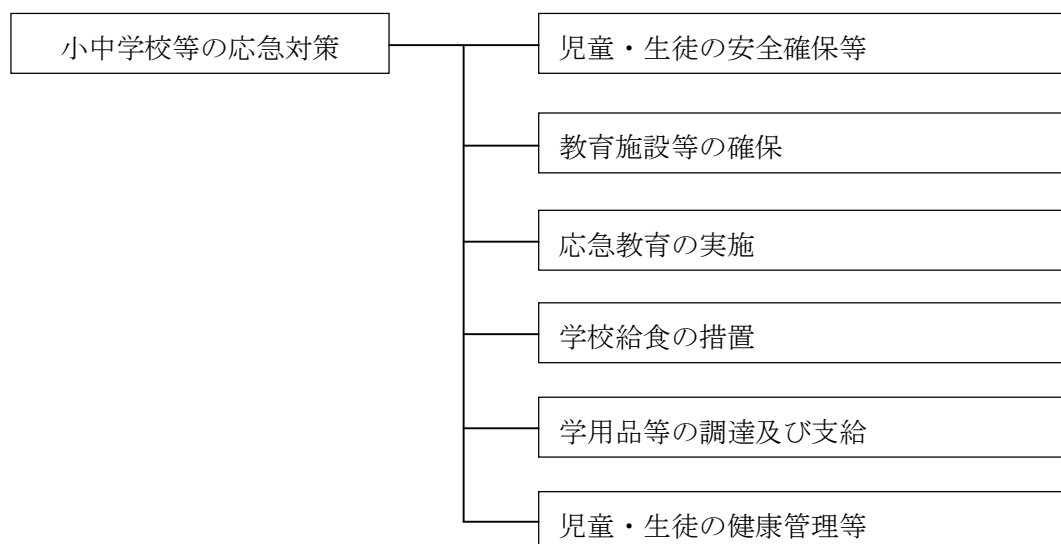 小中学校等の応急対策
児童・生徒の安全確保等
教育施設等の確保
応急教育の実施
学校給食の措置
学用品等の調達及び支給
児童・生徒の健康管理等